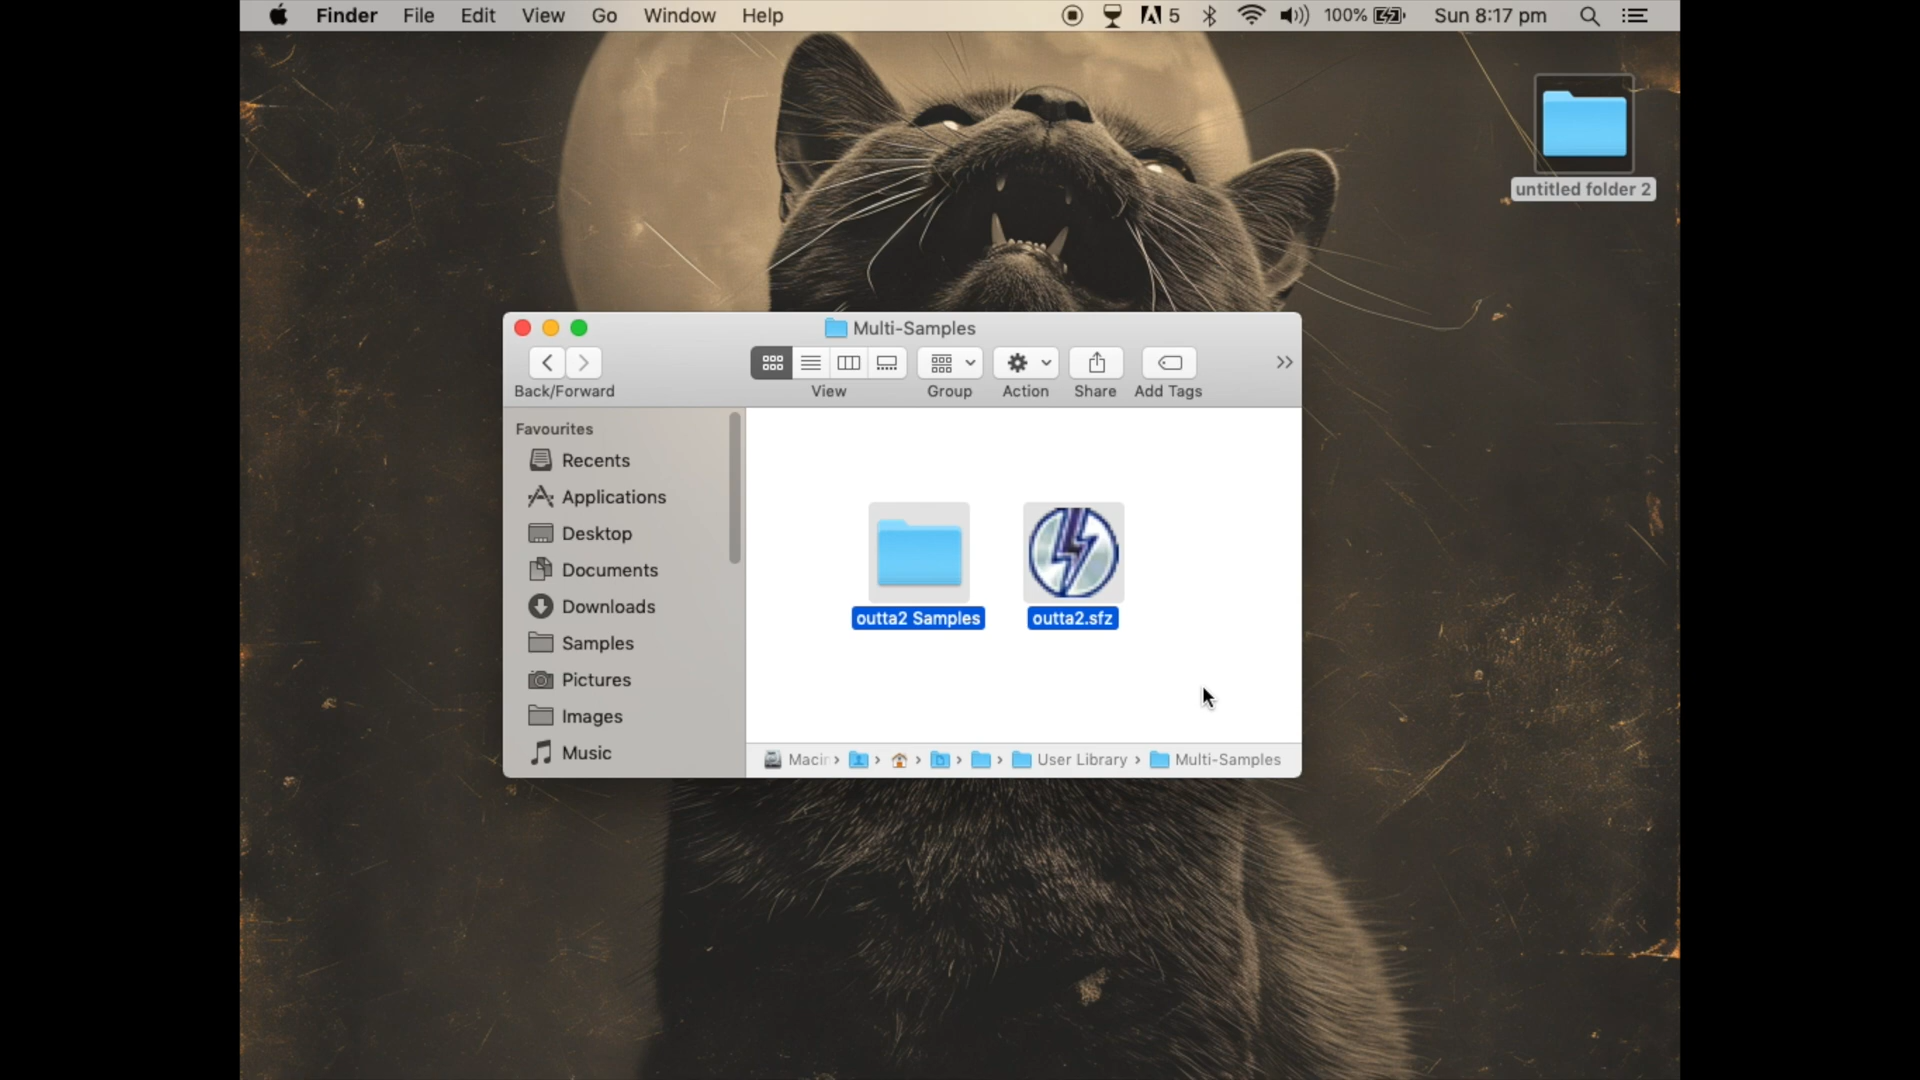 Finder File Edit View Go Window Help 5 100% Sun 8:17 pm
untitled folder 2
Multi-Samples
Back/Forward View Group Action Share Add Tags
Favourites
Recents
Applications
Desktop
Documents
Downloads
Samples
Pictures
Images
Music
outta2 Samples
outta2.sfz
Macin User Library Multi-Samples